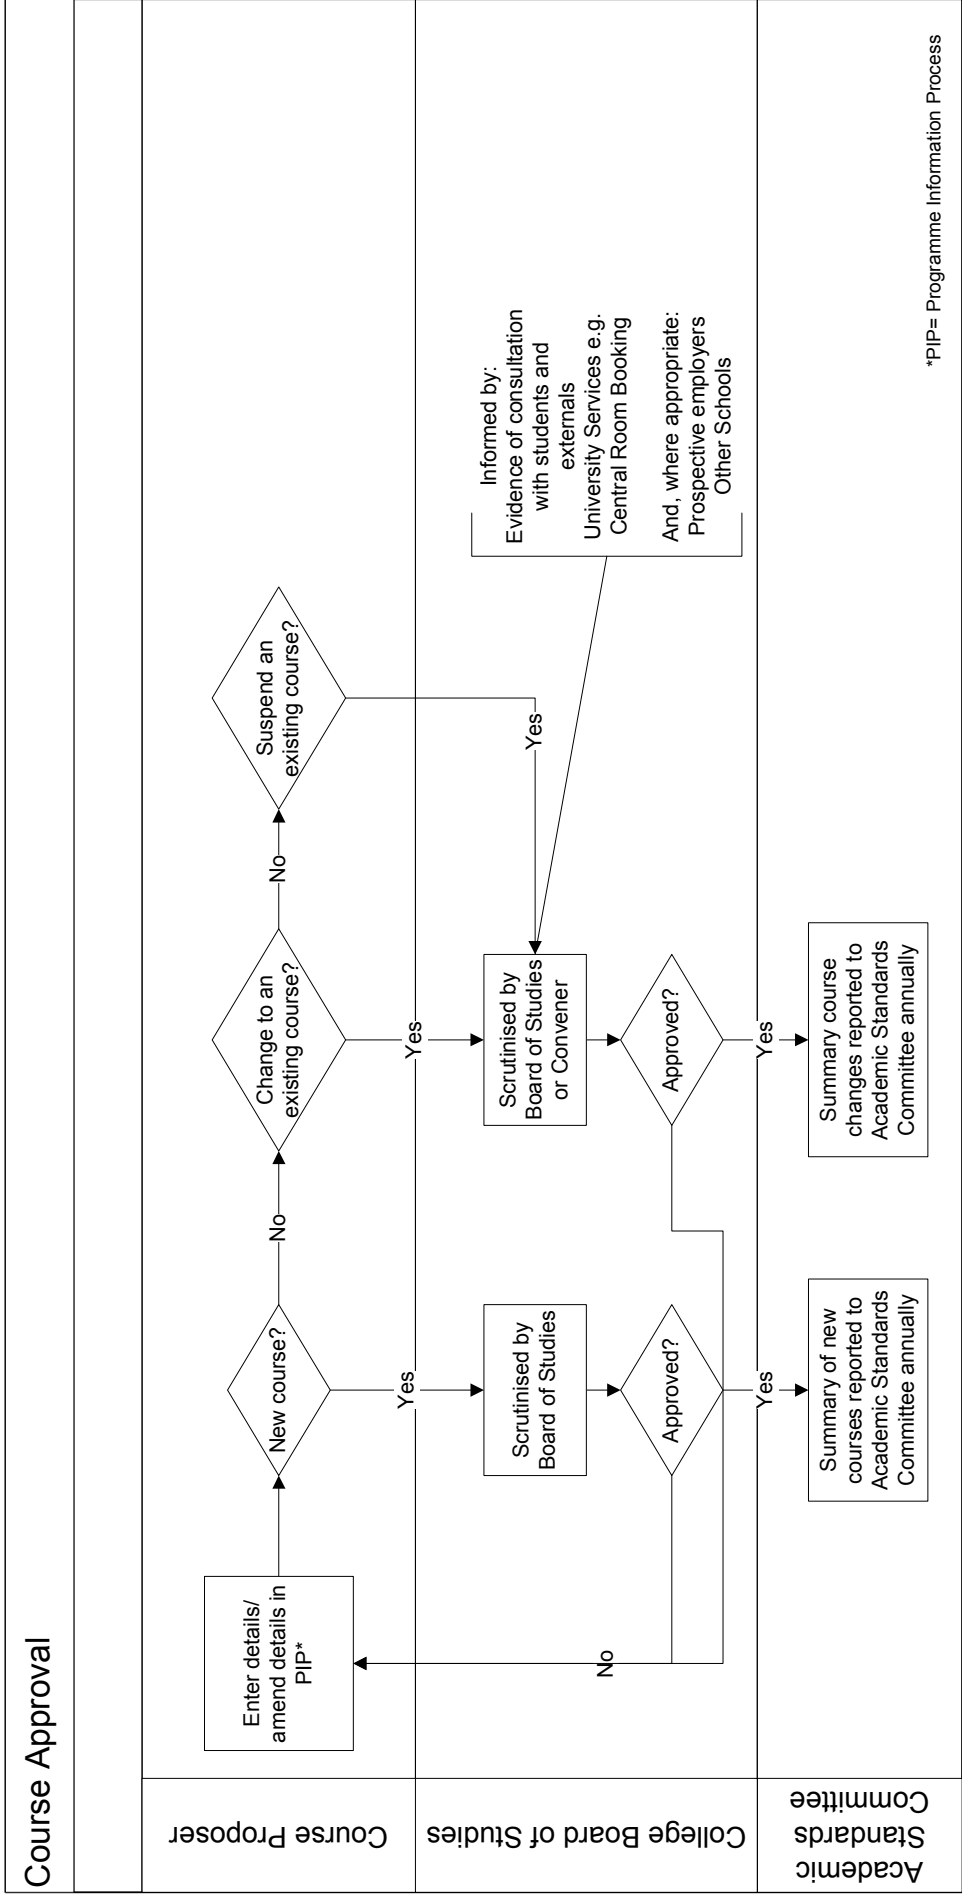 Course Approval
Course Proposer
Enter details/
amend details in
PIP*
New course?
No
Change to an
existing course?
No
Suspend an
existing course?
Yes
Yes
Yes
College Board of Studies
No
Scrutinised by
Board of Studies
Approved?
Scrutinised by
Board of Studies
or Convener
Approved?
Informed by:
Evidence of consultation
with students and
externals
University Services e.g.
Central Room Booking
And, where appropriate:
Prospective employers
Other Schools
Yes
Yes
Academic
Standards
Committee
Summary of new
courses reported to
Academic Standards
Committee annually
Summary course
changes reported to
Academic Standards
Committee annually
*PIP= Programme Information Process